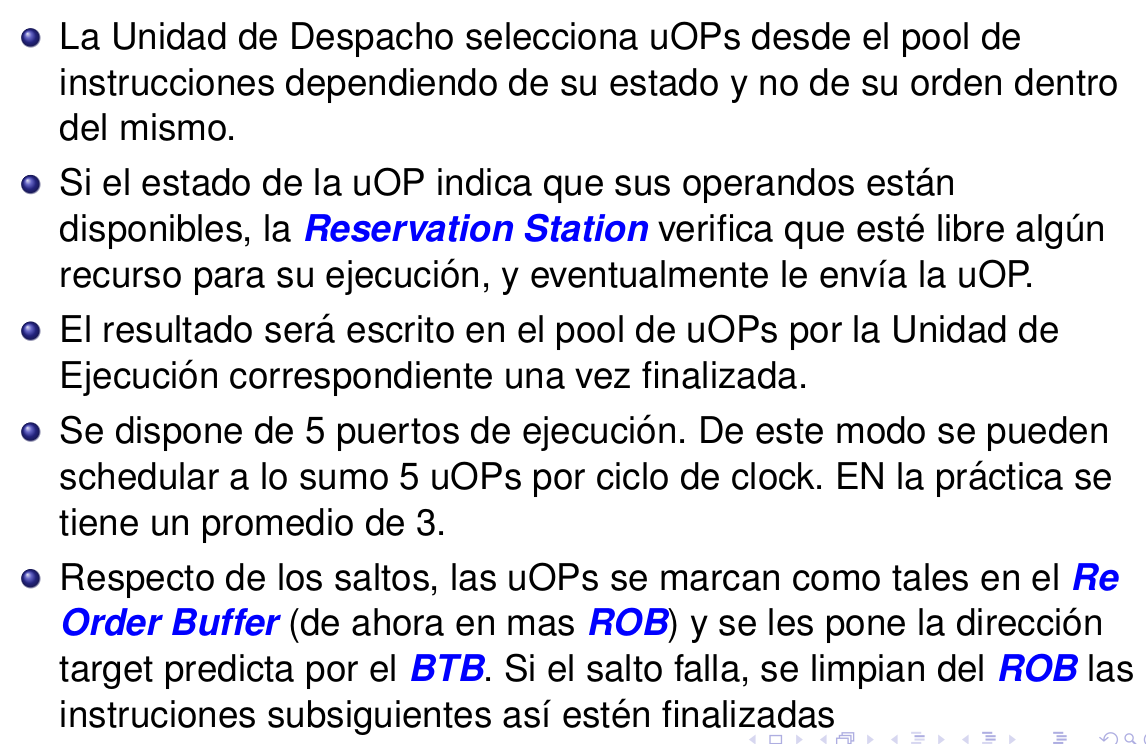 La Unidad de Despacho selecciona uOPs desde el pool de
instrucciones dependiendo de su estado y no de su orden dentro
del mismo.
Si el estado de la uOP indica que sus operandos están
disponibles, la Reservation Station verifica que esté libre algún
recurso para su ejecución, y eventualmente le envía la uOP.
El resultado será escrito en el pool de uOPs por la Unidad de
Ejecución correspondiente una vez finalizada.
Se dispone de 5 puertos de ejecución. De este modo se pueden
schedular a lo sumo 5 uOPs por ciclo de clock. EN la práctica se
tiene un promedio de 3.
Respecto de los saltos, las uOPs se marcan como tales en el Re
Order Buffer (de ahora en mas ROB) y se les pone la dirección
target predicta por el BTB. Si el salto falla, se limpian del ROB las
instruciones subsiguientes así estén finalizadas